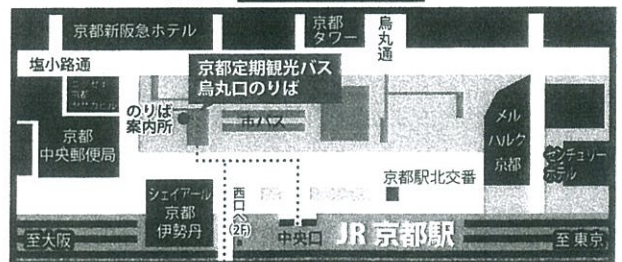 京都新阪急ホテル
京都
タワー
烏丸通
塩小路通
京都定期観光バス
烏丸口のりば
のりば
案内所
市バス
京都
中央郵便局
メル
パルク
京都
センチュリー
ホテル
京都駅北交番
シェイアール
京都
伊勢丹
西口へ(2F)
中央口
JR 京都駅
至大阪
至東京